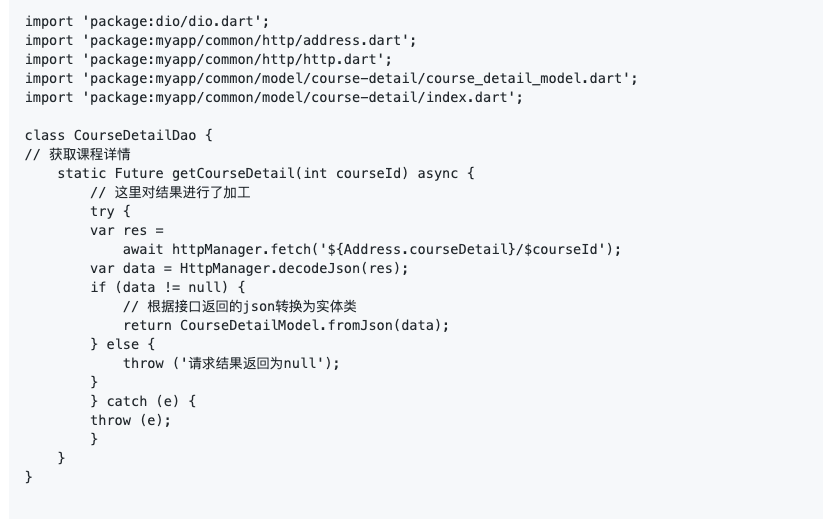 import 'package:dio/dio.dart';
import 'package:myapp/common/http/address.dart';
import 'package:myapp/common/http/http.dart';
import 'package:myapp/common/model/course-detail/course_detail_model.dart';
import 'package:myapp/common/model/course-detail/index.dart';

class CourseDetailDao {
// 获取课程详情
    static Future getCourseDetail(int courseId) async {
        // 这里对结果进行了加工
        try {
        var res =
            await httpManager.fetch('${Address.courseDetail}/$courseId');
        var data = HttpManager.decodeJson(res);
        if (data != null) {
            // 根据接口返回的json转换为实体类
            return CourseDetailModel.fromJson(data);
        } else {
            throw ('请求结果返回为null');
        }
        } catch (e) {
        throw (e);
        }
    }
}